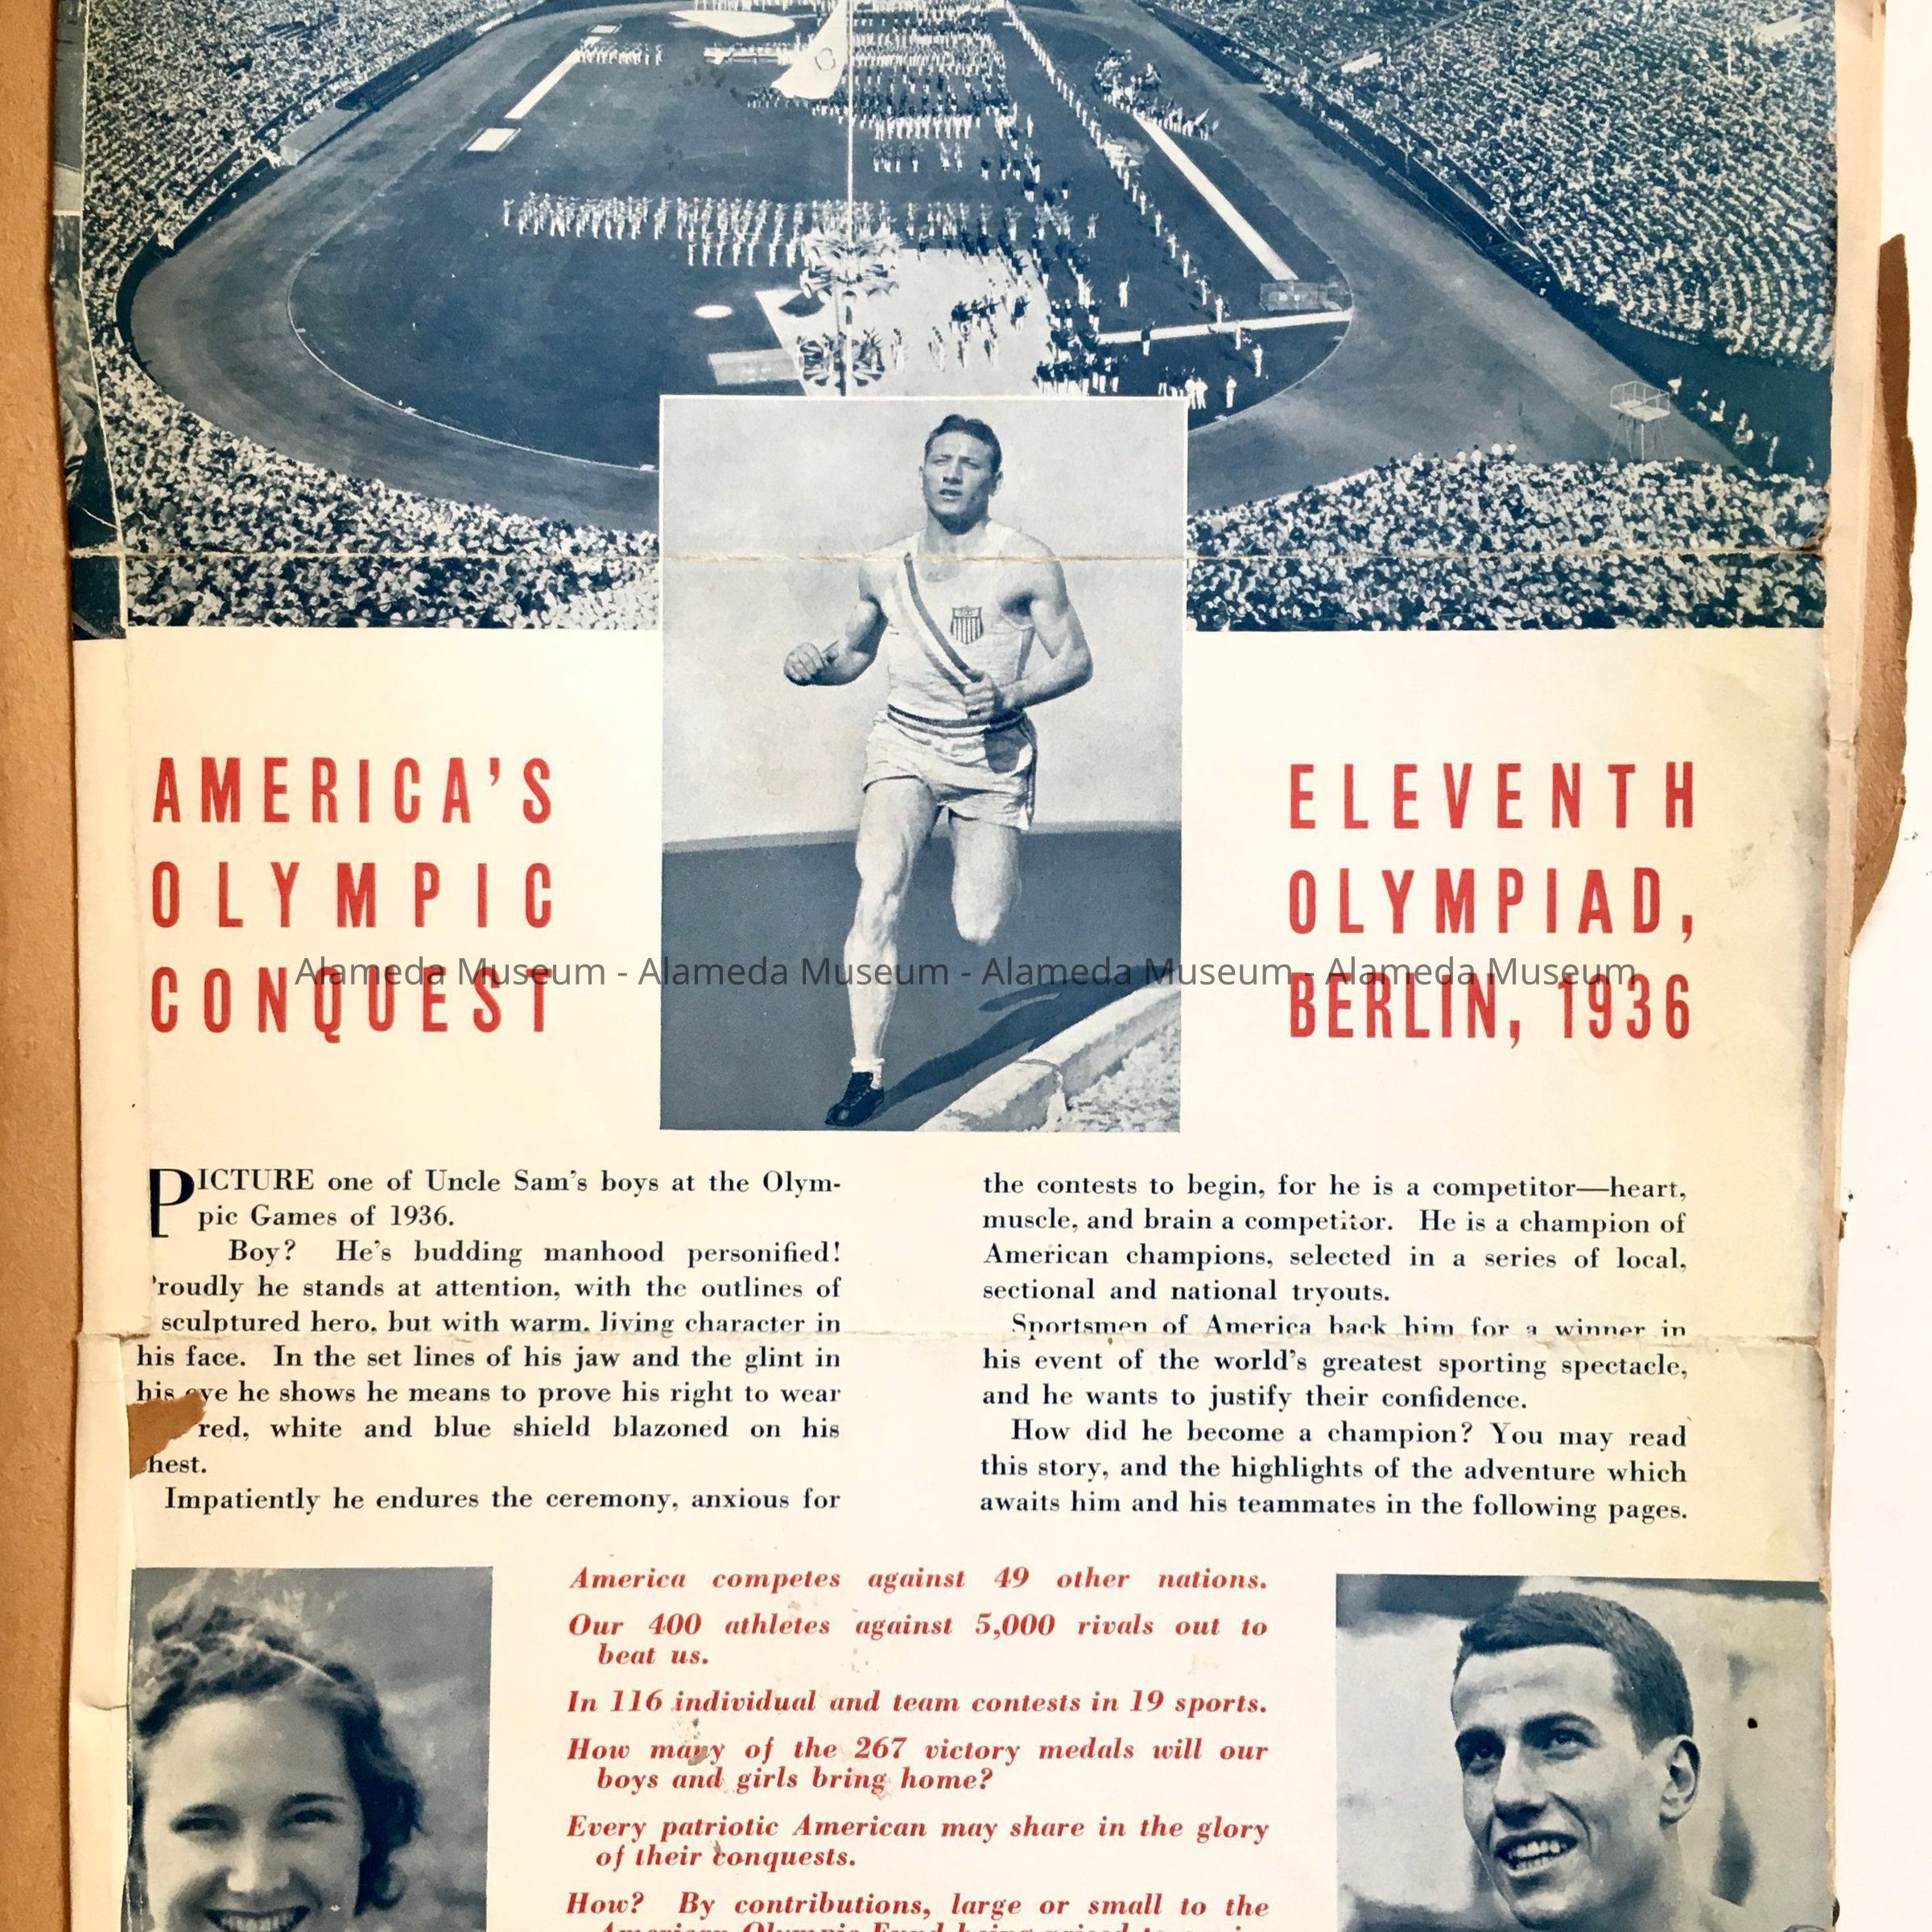 AMERICA'S
OLYMPIC
CONQUEST
ELEVENTH
OLYMPIAD,
BERLIN, 1936
Alameda Museum - Alameda Museum - Alameda Museum - Alameda Museum
PICTURE one of Uncle Sam's boys at the Olym-
pic Games of 1936.
Boy? He's budding manhood personified!
'roudly he stands at attention, with the outlines of
sculptured hero, but with warm, living character in
his face. In the set lines of his jaw and the glint in
his eye he shows he means to prove his right to wear
red, white and blue shield blazoned on his
hest.
Impatiently he endures the ceremony, anxious for
the contests to begin, for he is a competitor—heart,
muscle, and brain a competitor. He is a champion of
American champions, selected in a series of local,
sectional and national tryouts.
Sportsmen of America back him for a winner in
his event of the world's greatest sporting spectacle,
and he wants to justify their confidence.
How did he become a champion? You may read
this story, and the highlights of the adventure which
awaits him and his teammates in the following pages.
America competes against 49 other nations.
Our 400 athletes against 5,000 rivals out to
beat us.
In 116 individual and team contests in 19 sports.
How many of the 267 victory medals will our
boys and girls bring home?
Every patriotic American may share in the glory
of their conquests.
How? By contributions, large or small to the
American Olympic Fund being raised to